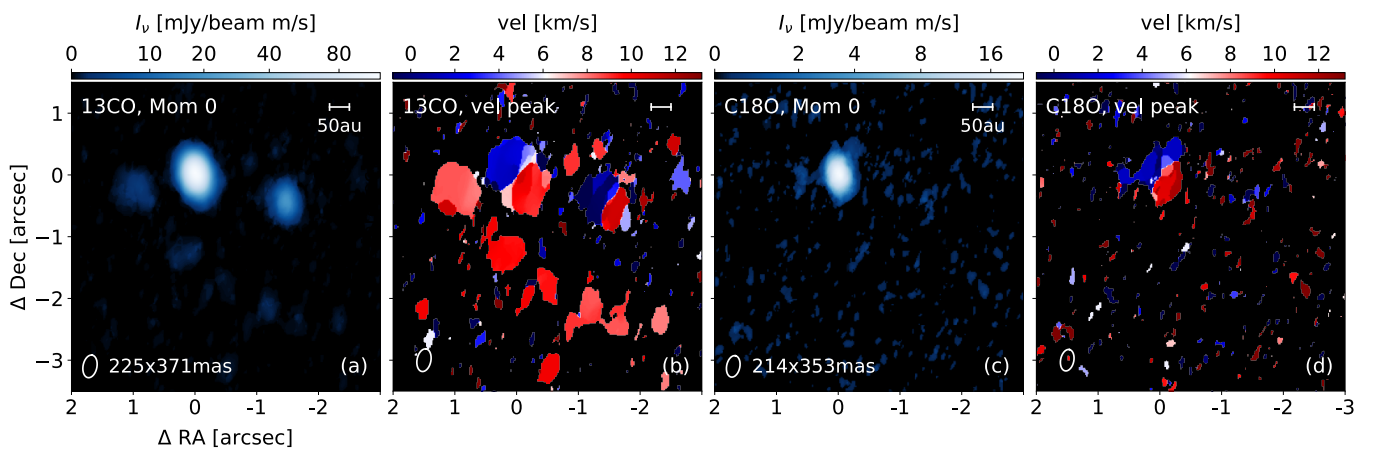 Iν [mJy/beam m/s]
vel [km/s]
Iν [mJy/beam m/s]
vel [km/s]
0 10 20 40 80
0 2 4 6 8 10 12
0 2 4 8 16
0 2 4 6 8 10 12
13CO, Mom 0
50au
13CO, vel peak
C18O, Mom 0
50au
C18O, vel peak
Δ Dec [arcsec]
1
0
−1
−2
−3
225x371mas
(a)
(b)
214x353mas
(c)
(d)
2 1 0 -1 -2
2 1 0 -1 -2
2 1 0 -1 -2
2 1 0 -1 -2 -3
Δ RA [arcsec]